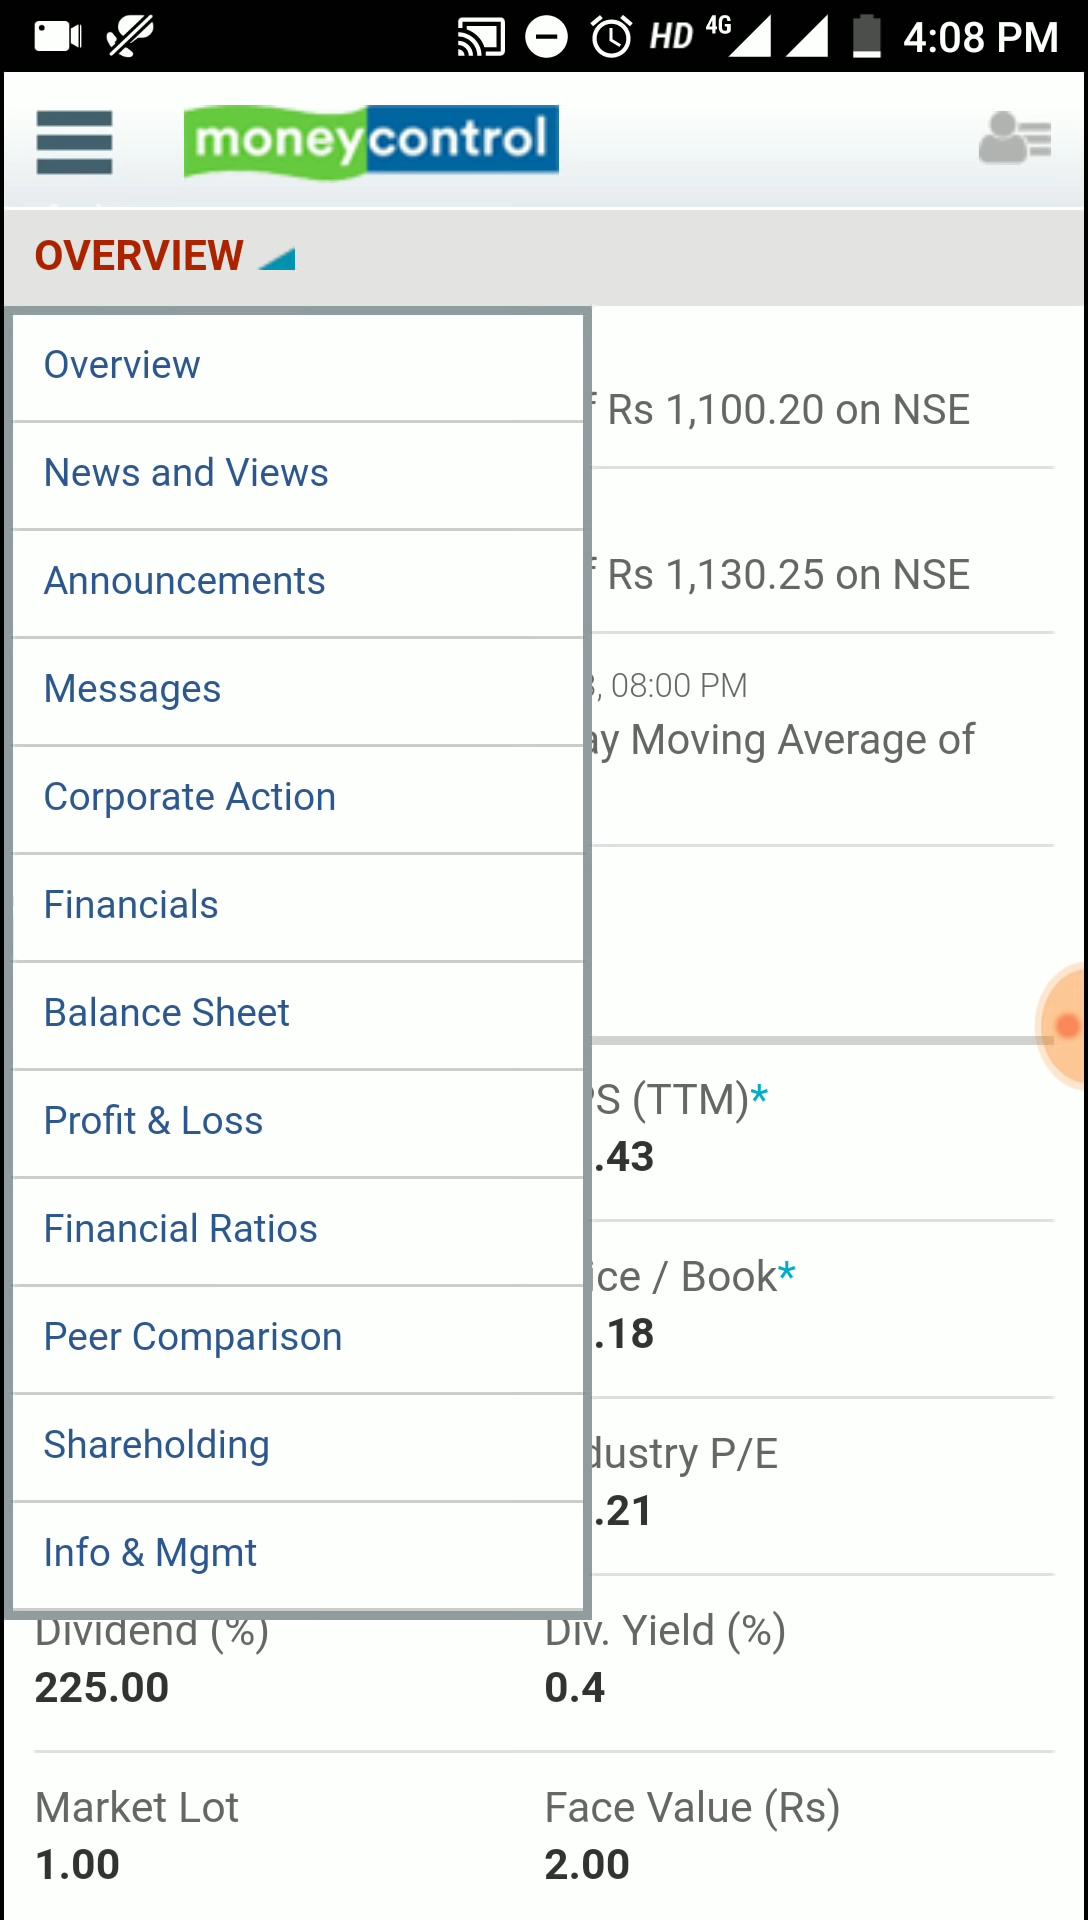 HD 4G 4:08 PM
moneycontrol
OVERVIEW
Overview
Rs 1,100.20 on NSE
News and Views
Announcements
Rs 1,130.25 on NSE
Messages
, 08:00 PM
Moving Average of
Corporate Action
Financials
Balance Sheet
Profit & Loss
S (TTM)*
.43
Financial Ratios
ice / Book*
Peer Comparison
.18
Shareholding
dustry P/E
.21
Info & Mgmt
Dividend (%)
Div. Yield (%)
225.00
0.4
Market Lot
Face Value (Rs)
1.00
2.00